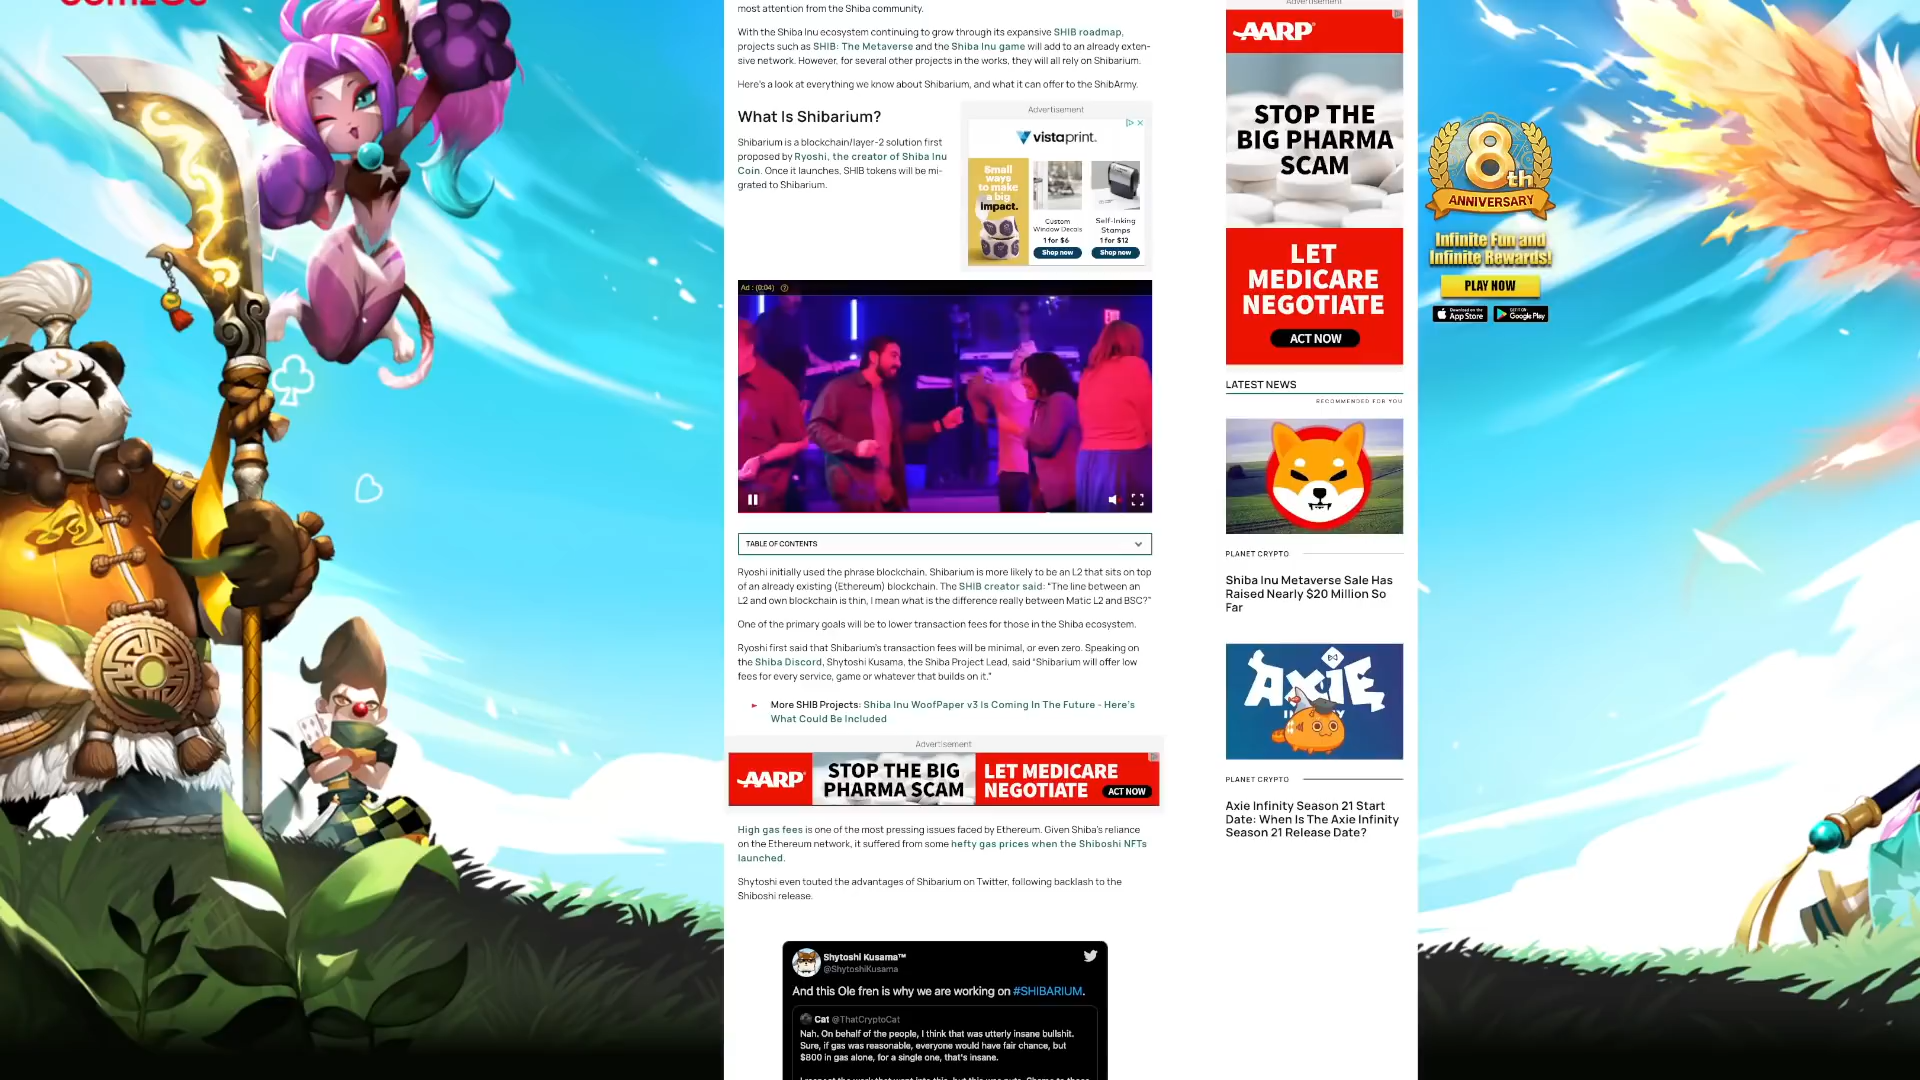 most attention from the Shiba community.
With the Shiba Inu ecosystem continuing to grow through its expansive SHIB roadmap,
projects such as SHIB: The Metaverse and the Shiba Inu game will add to an already exten-
sive network. However, for several other projects in the works, they will all rely on Shibarium.
Here's a look at everything we know about Shibarium, and what it can offer to the ShibArmy.
What Is Shibarium?
Shibarium is a blockchain/layer-2 solution first
proposed by Ryoshi, the creator of Shiba Inu
Coin. Once it launches, SHIB tokens will be mi-
grated to Shibarium.
Advertisement
vistaprint.
Small
ways
to make
a big
impact.
Custom
Window Decals
1 for $6
Shop now
Self-Inking
Stamps
1 for $12
Shop now
Ad : (0:04)
TABLE OF CONTENTS
Ryoshi initially used the phrase blockchain. Shibarium is more likely to be an L2 that sits on top
of an already existing (Ethereum) blockchain. The SHIB creator said: "The line between an
L2 and own blockchain is thin, I mean what is the difference really between Matic L2 and BSC?"
One of the primary goals will be to lower transaction fees for those in the Shiba ecosystem.
Ryoshi first said that Shibarium's transaction fees will be minimal, or even zero. Speaking on
the Shiba Discord, Shytoshi Kusama, the Shiba Project Lead, said "Shibarium will offer low
fees for every service, game or whatever that builds on it."
► More SHIB Projects: Shiba Inu WoofPaper v3 Is Coming In The Future - Here's
What Could Be Included
Advertisement
AARP
STOP THE BIG
PHARMA SCAM
LET MEDICARE
NEGOTIATE
ACT NOW
High gas fees is one of the most pressing issues faced by Ethereum. Given Shiba's reliance
on the Ethereum network, it suffered from some hefty gas prices when the Shiboshi NFTs
launched.
Shytoshi even touted the advantages of Shibarium on Twitter, following backlash to the
Shiboshi release.
Shytoshi Kusama™
@ShytoshiKusama
And this Ole fren is why we are working on #SHIBARIUM.
Cat @ThatCryptoCat
Nah. On behalf of the people, I think that was utterly insane bullshit.
Sure, if gas was reasonable, everyone would have fair chance, but
$800 in gas alone, for a single one, that's insane.
Advertisement
AARP
STOP THE
BIG PHARMA
SCAM
LET
MEDICARE
NEGOTIATE
ACT NOW
LATEST NEWS
RECOMMENDED FOR YOU
PLANET CRYPTO
Shiba Inu Metaverse Sale Has
Raised Nearly $20 Million So
Far
AXIE
PLANET CRYPTO
Axie Infinity Season 21 Start
Date: When Is The Axie Infinity
Season 21 Release Date?
8th
ANNIVERSARY
Infinite Fun and
Infinite Rewards!
PLAY NOW
Download on the
App Store
GET IT ON
Google Play